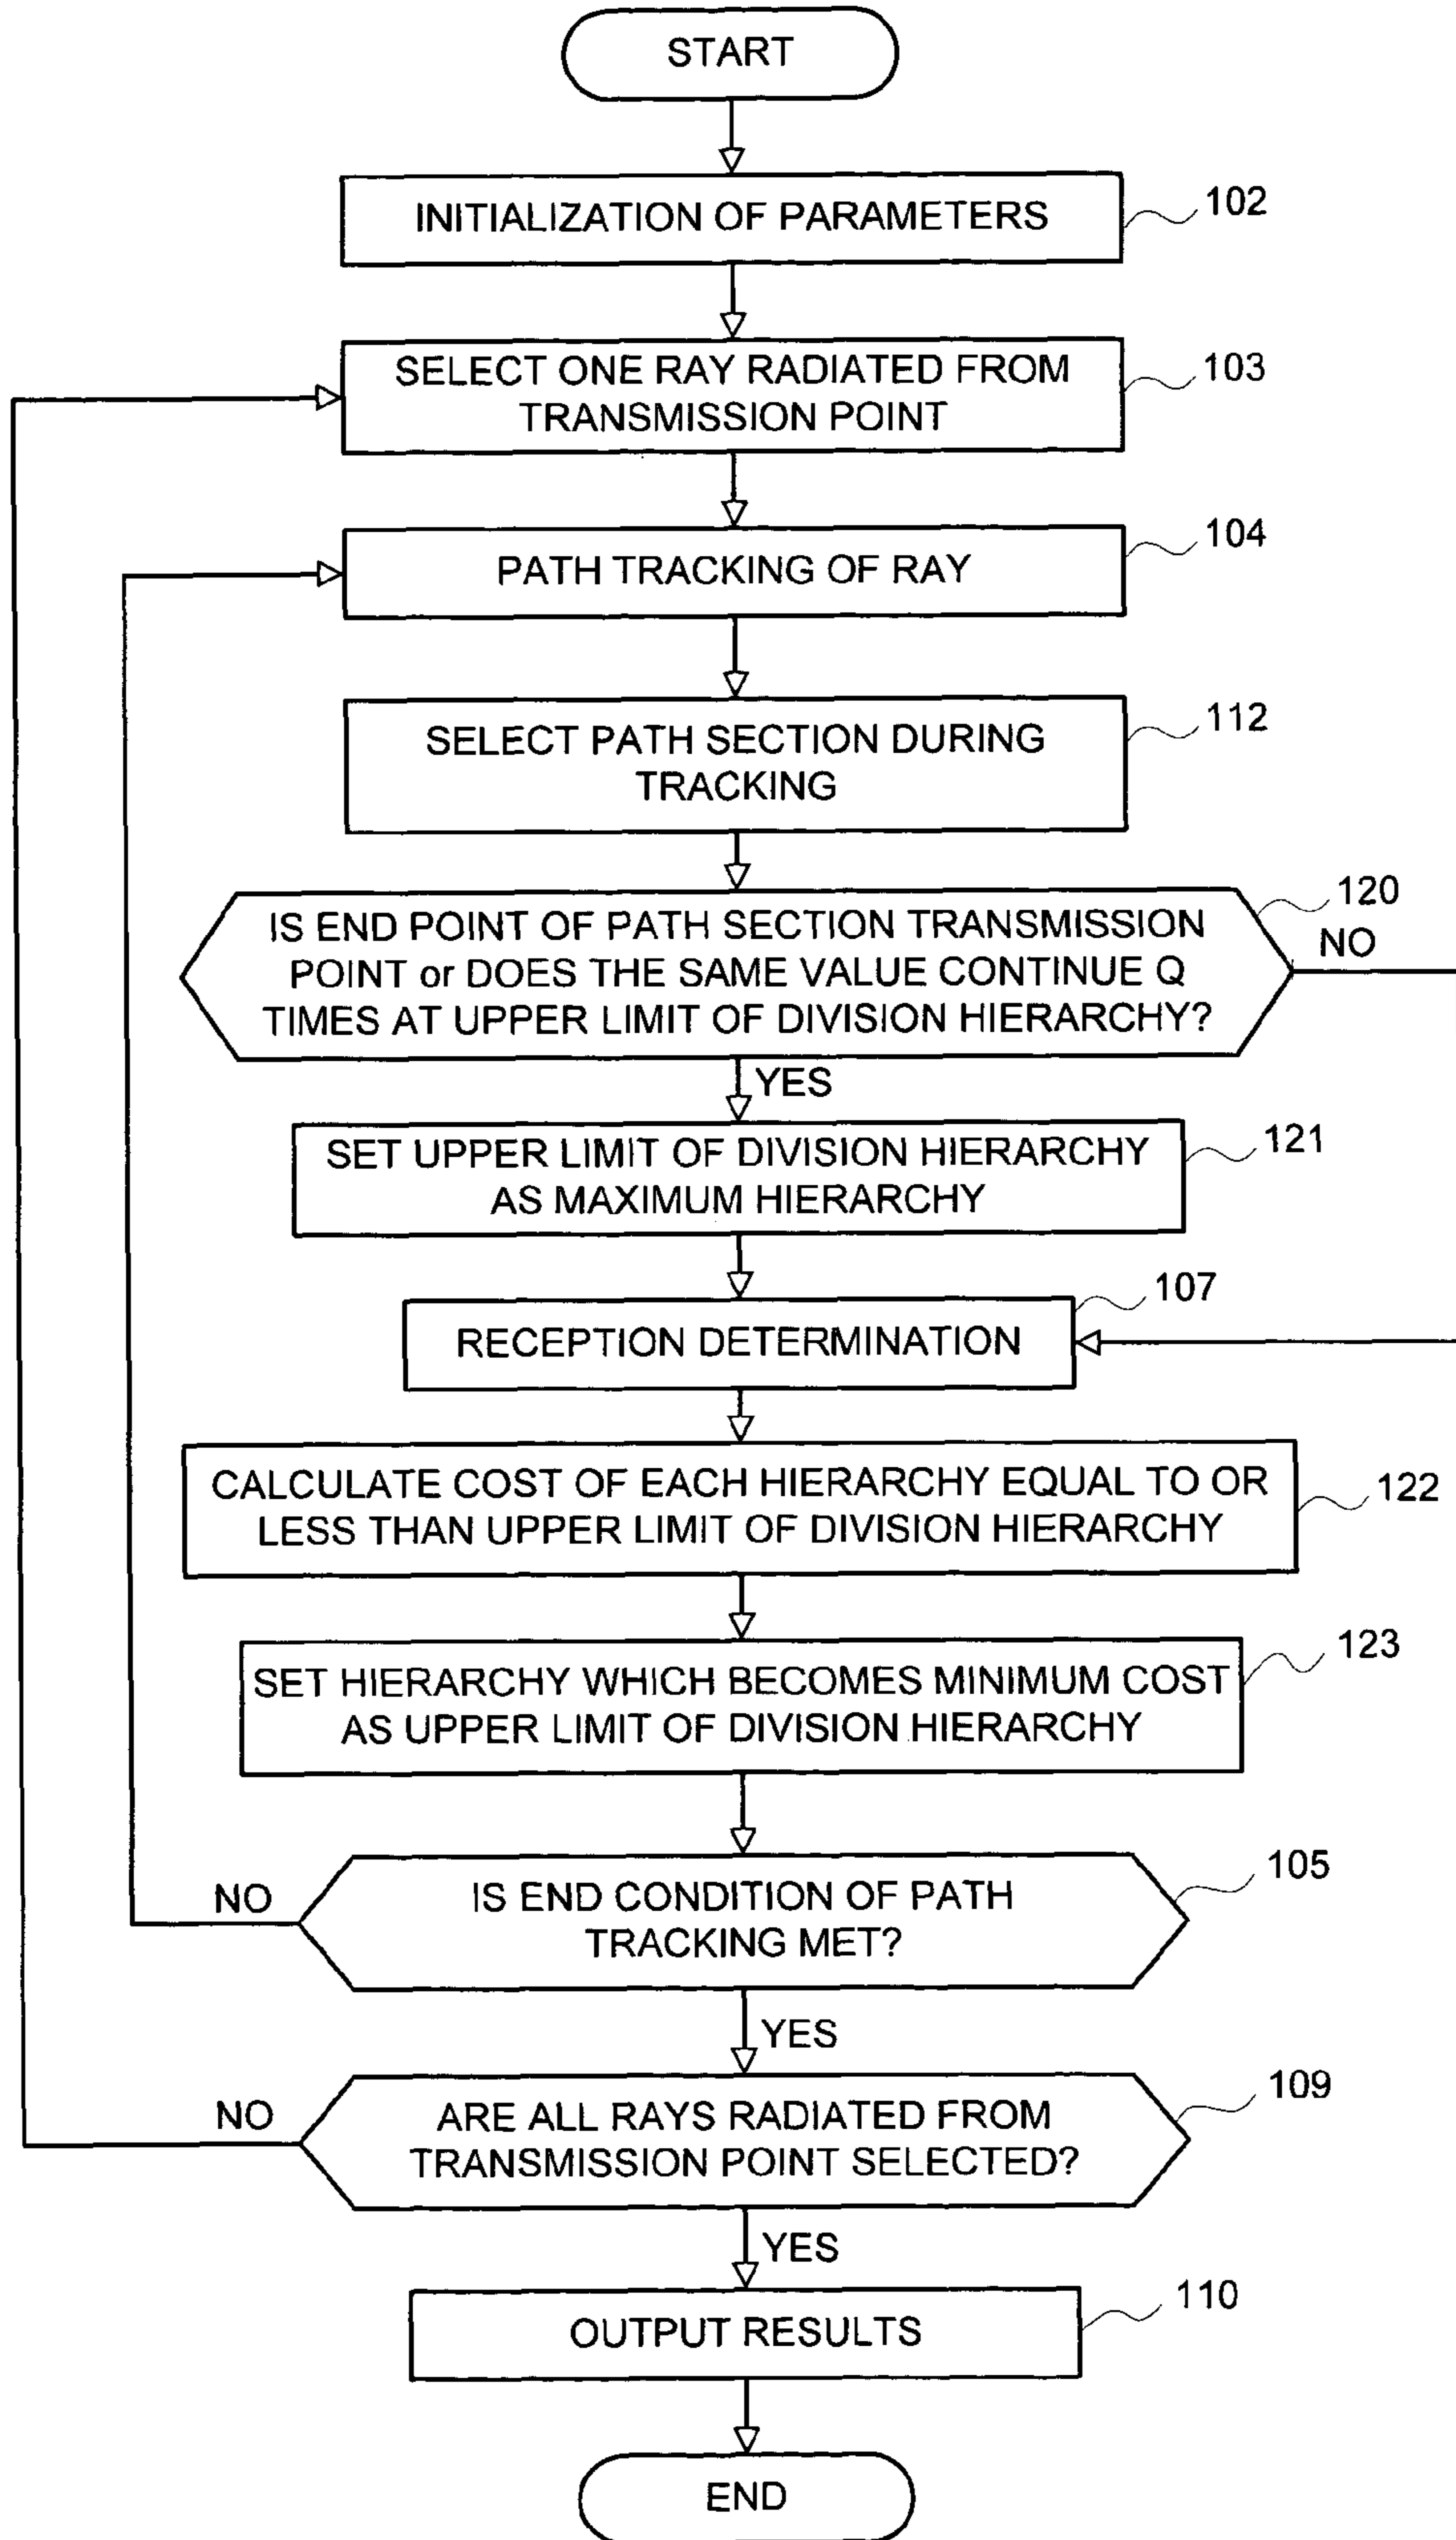 START
INITIALIZATION OF PARAMETERS
102
SELECT ONE RAY RADIATED FROM
TRANSMISSION POINT
103
PATH TRACKING OF RAY
104
SELECT PATH SECTION DURING
TRACKING
112
IS END POINT OF PATH SECTION TRANSMISSION
POINT or DOES THE SAME VALUE CONTINUE Q
TIMES AT UPPER LIMIT OF DIVISION HIERARCHY?
120
NO
YES
SET UPPER LIMIT OF DIVISION HIERARCHY
AS MAXIMUM HIERARCHY
121
RECEPTION DETERMINATION
107
CALCULATE COST OF EACH HIERARCHY EQUAL TO OR
LESS THAN UPPER LIMIT OF DIVISION HIERARCHY
122
SET HIERARCHY WHICH BECOMES MINIMUM COST
AS UPPER LIMIT OF DIVISION HIERARCHY
123
IS END CONDITION OF PATH
TRACKING MET?
105
NO
YES
ARE ALL RAYS RADIATED FROM
TRANSMISSION POINT SELECTED?
109
NO
YES
OUTPUT RESULTS
110
END